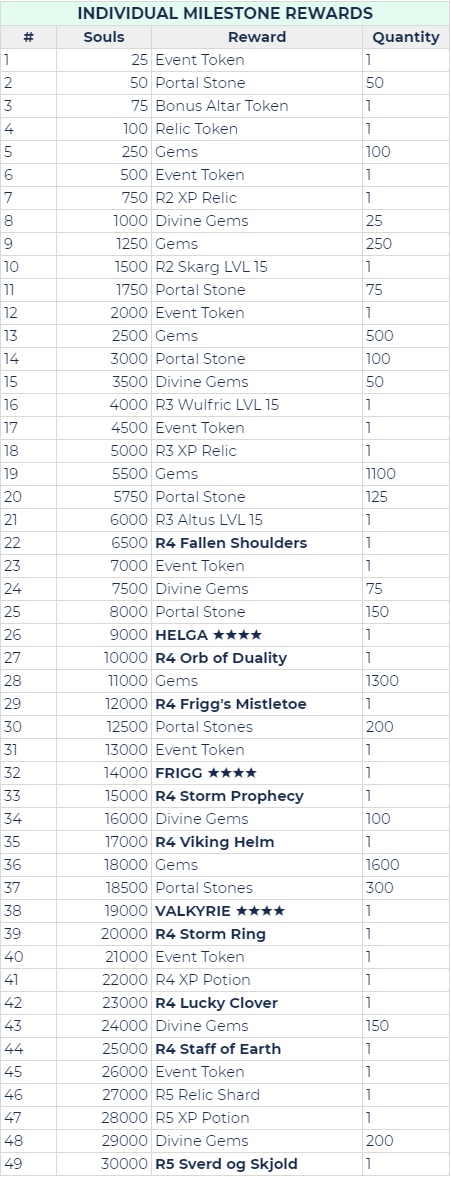 INDIVIDUAL MILESTONE REWARDS
# Souls Reward Quantity
1 25 Event Token 1
2 50 Portal Stone 50
3 75 Bonus Altar Token 1
4 100 Relic Token 1
5 250 Gems 100
6 500 Event Token 1
7 750 R2 XP Relic 1
8 1000 Divine Gems 25
9 1250 Gems 250
10 1500 R2 Skarg LVL 15 1
11 1750 Portal Stone 75
12 2000 Event Token 1
13 2500 Gems 500
14 3000 Portal Stone 100
15 3500 Divine Gems 50
16 4000 R3 Wulfric LVL 15 1
17 4500 Event Token 1
18 5000 R3 XP Relic 1
19 5500 Gems 1100
20 5750 Portal Stone 125
21 6000 R3 Altus LVL 15 1
22 6500 R4 Fallen Shoulders 1
23 7000 Event Token 1
24 7500 Divine Gems 75
25 8000 Portal Stone 150
26 9000 HELGA ★★★★ 1
27 10000 R4 Orb of Duality 1
28 11000 Gems 1300
29 12000 R4 Frigg's Mistletoe 1
30 12500 Portal Stones 200
31 13000 Event Token 1
32 14000 FRIGG ★★★★ 1
33 15000 R4 Storm Prophecy 1
34 16000 Divine Gems 100
35 17000 R4 Viking Helm 1
36 18000 Gems 1600
37 18500 Portal Stones 300
38 19000 VALKYRIE ★★★★ 1
39 20000 R4 Storm Ring 1
40 21000 Event Token 1
41 22000 R4 XP Potion 1
42 23000 R4 Lucky Clover 1
43 24000 Divine Gems 150
44 25000 R4 Staff of Earth 1
45 26000 Event Token 1
46 27000 R5 Relic Shard 1
47 28000 R5 XP Potion 1
48 29000 Divine Gems 200
49 30000 R5 Sverd og Skjold 1